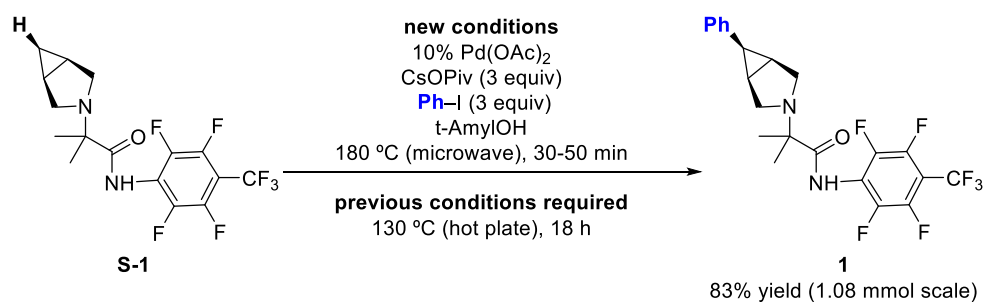 H
N
O
NH
F
F
F
F
CF₃
S-1
new conditions
10% Pd(OAc)₂
CsOPiv (3 equiv)
Ph–I (3 equiv)
t-AmylOH
180 ºC (microwave), 30-50 min
previous conditions required
130 ºC (hot plate), 18 h
Ph
N
O
NH
F
F
F
F
CF₃
1
83% yield (1.08 mmol scale)